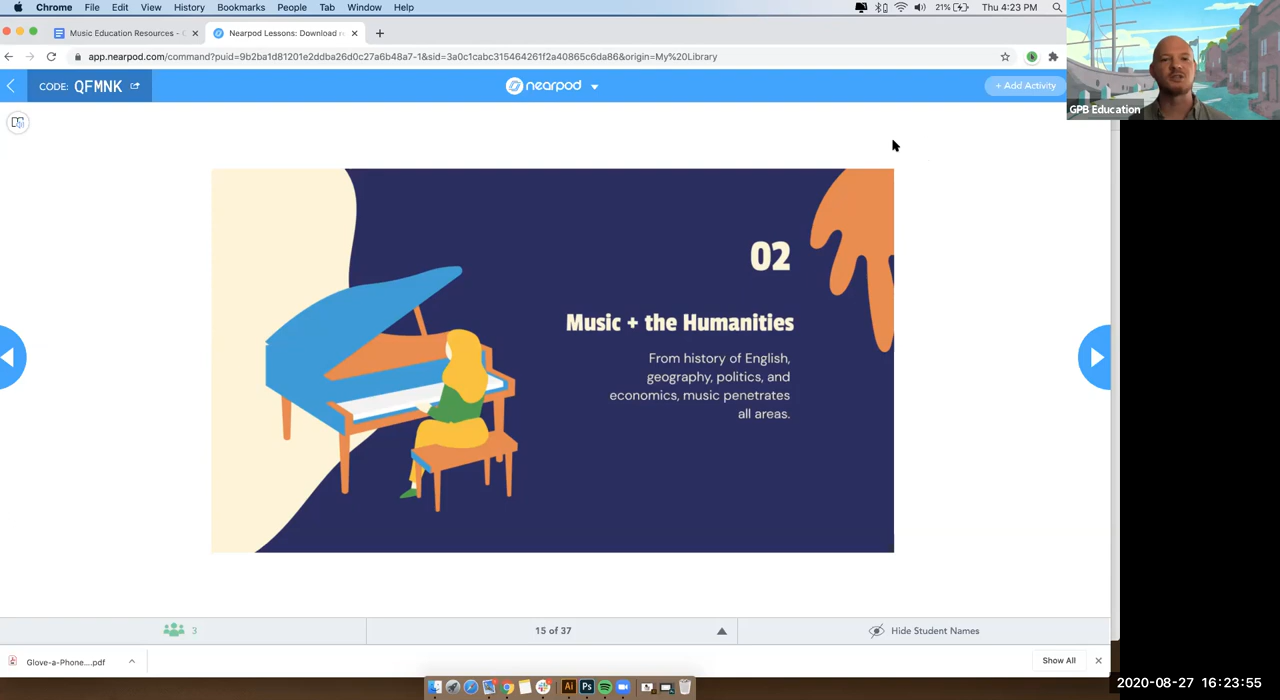 Chrome File Edit View History Bookmarks People Tab Window Help
21% Thu 4:23 PM
Music Education Resources -
Nearpod Lessons: Download r
app.nearpod.com/command?puid=9b2ba1d81201e2ddba26d0c27a6b48a7-1&sid=3a0c1cabc315464261f2a40865c6da86&origin=My%20Library
CODE: QFMNK
nearpod
+ Add Activity
GPB Education
02
Music + the Humanities
From history of English,
geography, politics, and
economics, music penetrates
all areas.
3
15 of 37
Hide Student Names
Glove-a-Phone....pdf
Show All
Ai
Ps
2020-08-27 16:23:55